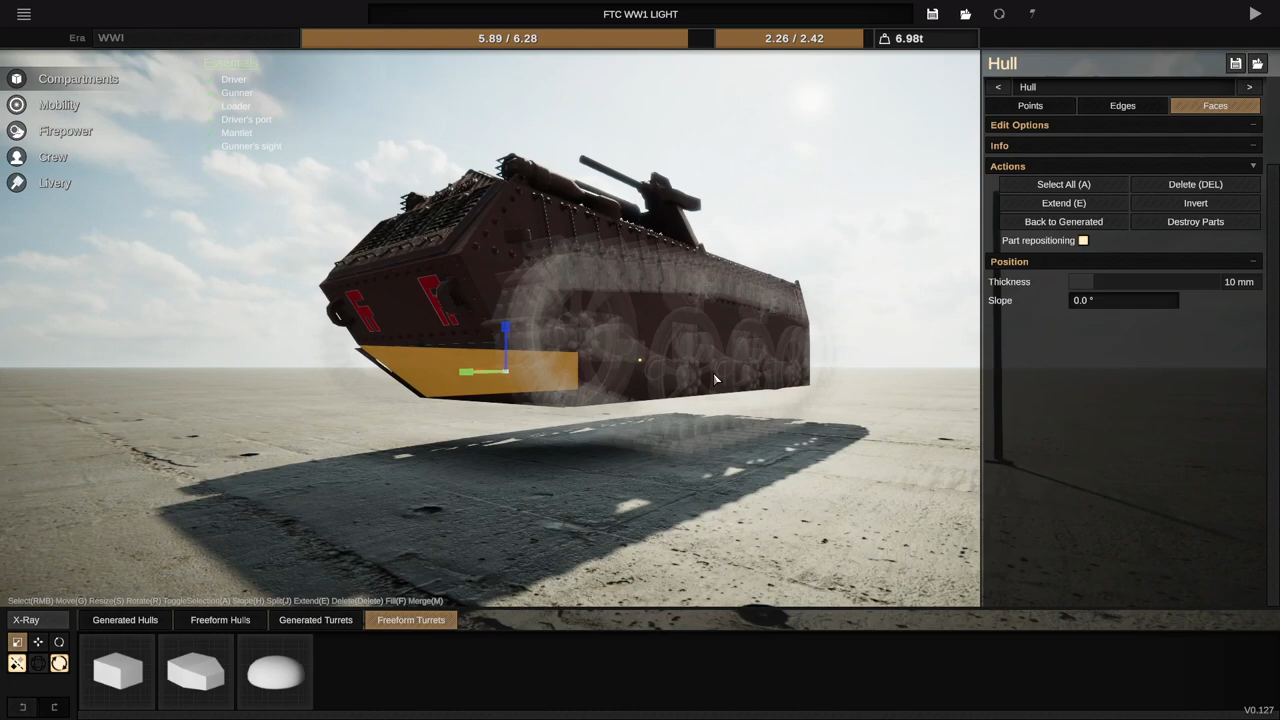 FTC WW1 LIGHT
Era WWI
5.89 / 6.28
2.26 / 2.42
6.98t
Compartments
Mobility
Firepower
Crew
Livery
Essentials
Driver
Gunner
Loader
Driver's port
Mantlet
Gunner's sight
Hull
< Hull >
Points Edges Faces
Edit Options
Info
Actions
Select All (A) Delete (DEL)
Extend (E) Invert
Back to Generated Destroy Parts
Part repositioning
Position
Thickness 10 mm
Slope 0.0 °
Select(RMB) Move(G) Resize(S) Rotate(R) ToggleSelection(A) Slope(H) Split(J) Extend(E) Delete(Delete) Fill(F) Merge(M)
X-Ray
Generated Hulls Freeform Hulls Generated Turrets Freeform Turrets
V0.127